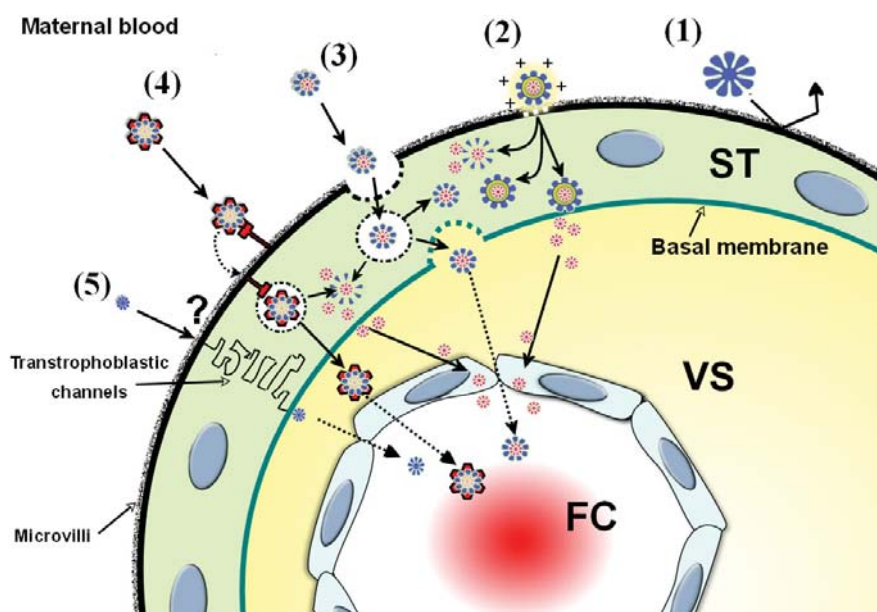 Maternal blood
(1)
(2)
(3)
(4)
ST
Basal membrane
(5)
?
Transtrophoblastic
channels
VS
Microvilli
FC
+ + + + + +